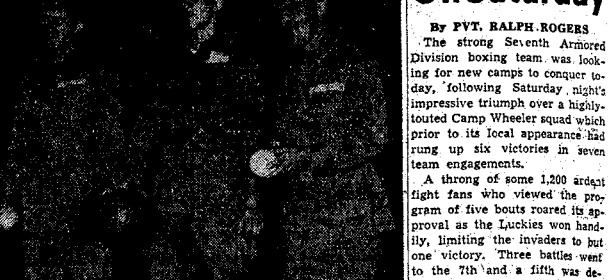 On Saturday
By PVT. RALPH ROGERS
The strong Seventh Armored
Division boxing team was look-
ing for new camps to conquer to-
day, following Saturday night's
impressive triumph over a highly-
touted Camp Wheeler squad which
prior to its local appearance had
rung up six victories in seven
team engagements.
A throng of some 1,200 ardent
fight fans who viewed the pro-
gram of five bouts roared its ap-
proval as the Luckies won hand-
ily, limiting the invaders to but
one victory. Three battles went
to the 7th and a fifth was de-